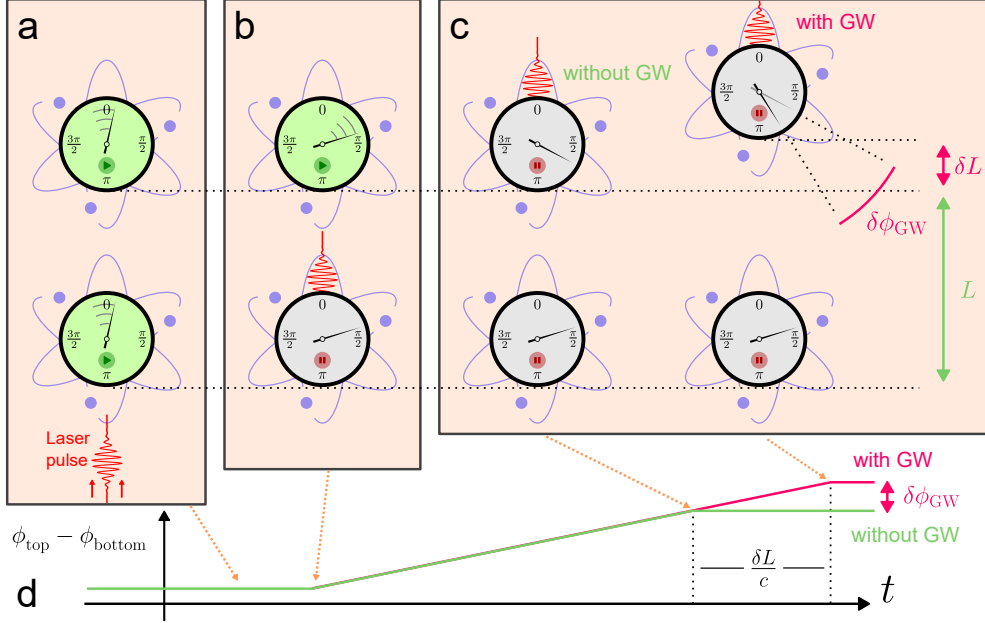 a
0
π/2
π
3π/2
0
π/2
π
3π/2
Laser
pulse
b
0
π/2
π
3π/2
0
π/2
π
3π/2
c
without GW
with GW
0
π/2
π
3π/2
0
π/2
π
3π/2
δL
δϕ_GW
L
0
π/2
π
3π/2
0
π/2
π
3π/2
d
ϕ_top − ϕ_bottom
with GW
δϕ_GW
without GW
δL/c
t